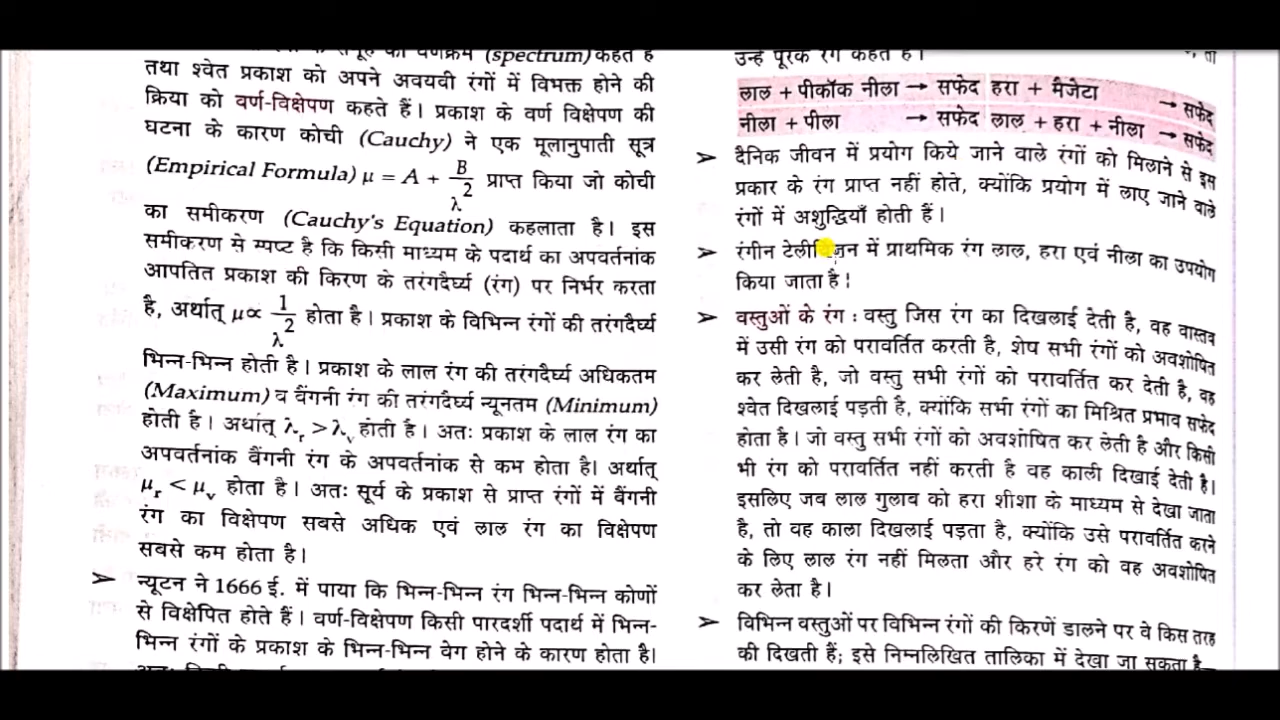 को वर्णक्रम (spectrum) कहते हैं
तथा श्वेत प्रकाश को अपने अवयवी रंगों में विभक्त होने की
क्रिया को वर्ण-विक्षेपण कहते हैं। प्रकाश के वर्ण विक्षेपण की
घटना के कारण कोची (Cauchy) ने एक मूलानुपाती सूत्र
(Empirical Formula) μ = A + B/λ² प्राप्त किया जो कोची
का समीकरण (Cauchy's Equation) कहलाता है। इस
समीकरण से स्पष्ट है कि किसी माध्यम के पदार्थ का अपवर्तनांक
आपतित प्रकाश की किरण के तरंगदैर्घ्य (रंग) पर निर्भर करता
है, अर्थात् μ∝ 1/λ² होता है। प्रकाश के विभिन्न रंगों की तरंगदैर्घ्य
भिन्न-भिन्न होती है। प्रकाश के लाल रंग की तरंगदैर्घ्य अधिकतम
(Maximum) व बैंगनी रंग की तरंगदैर्घ्य न्यूनतम (Minimum)
होती है। अर्थात् λr > λv होती है। अतः प्रकाश के लाल रंग का
अपवर्तनांक बैंगनी रंग के अपवर्तनांक से कम होता है। अर्थात्
μr < μv होता है। अतः सूर्य के प्रकाश से प्राप्त रंगों में बैंगनी
रंग का विक्षेपण सबसे अधिक एवं लाल रंग का विक्षेपण
सबसे कम होता है।
➤ न्यूटन ने 1666 ई. में पाया कि भिन्न-भिन्न रंग भिन्न-भिन्न कोणों
से विक्षेपित होते हैं। वर्ण-विक्षेपण किसी पारदर्शी पदार्थ में भिन्न-
भिन्न रंगों के प्रकाश के भिन्न-भिन्न वेग होने के कारण होता है।
उन्हें पूरक रंग कहते हैं।
लाल + पीकॉक नीला → सफेद हरा + मैजेटा → सफेद
नीला + पीला → सफेद लाल + हरा + नीला → सफेद
➤ दैनिक जीवन में प्रयोग किये जाने वाले रंगों को मिलाने से इस
प्रकार के रंग प्राप्त नहीं होते, क्योंकि प्रयोग में लाए जाने वाले
रंगों में अशुद्धियाँ होती हैं।
➤ रंगीन टेलीविजन में प्राथमिक रंग लाल, हरा एवं नीला का उपयोग
किया जाता है।
➤ वस्तुओं के रंग : वस्तु जिस रंग का दिखलाई देती है, वह वास्तव
में उसी रंग को परावर्तित करती है, शेष सभी रंगों को अवशोषित
कर लेती है, जो वस्तु सभी रंगों को परावर्तित कर देती है, वह
श्वेत दिखलाई पड़ती है, क्योंकि सभी रंगों का मिश्रित प्रभाव सफेद
होता है। जो वस्तु सभी रंगों को अवशोषित कर लेती है और किसी
भी रंग को परावर्तित नहीं करती है वह काली दिखाई देती है।
इसलिए जब लाल गुलाब को हरा शीशा के माध्यम से देखा जाता
है, तो वह काला दिखलाई पड़ता है, क्योंकि उसे परावर्तित करने
के लिए लाल रंग नहीं मिलता और हरे रंग को वह अवशोषित
कर लेता है।
➤ विभिन्न वस्तुओं पर विभिन्न रंगों की किरणें डालने पर वे किस तरह
की दिखती हैं; इसे निम्नलिखित तालिका में देखा जा सकता है